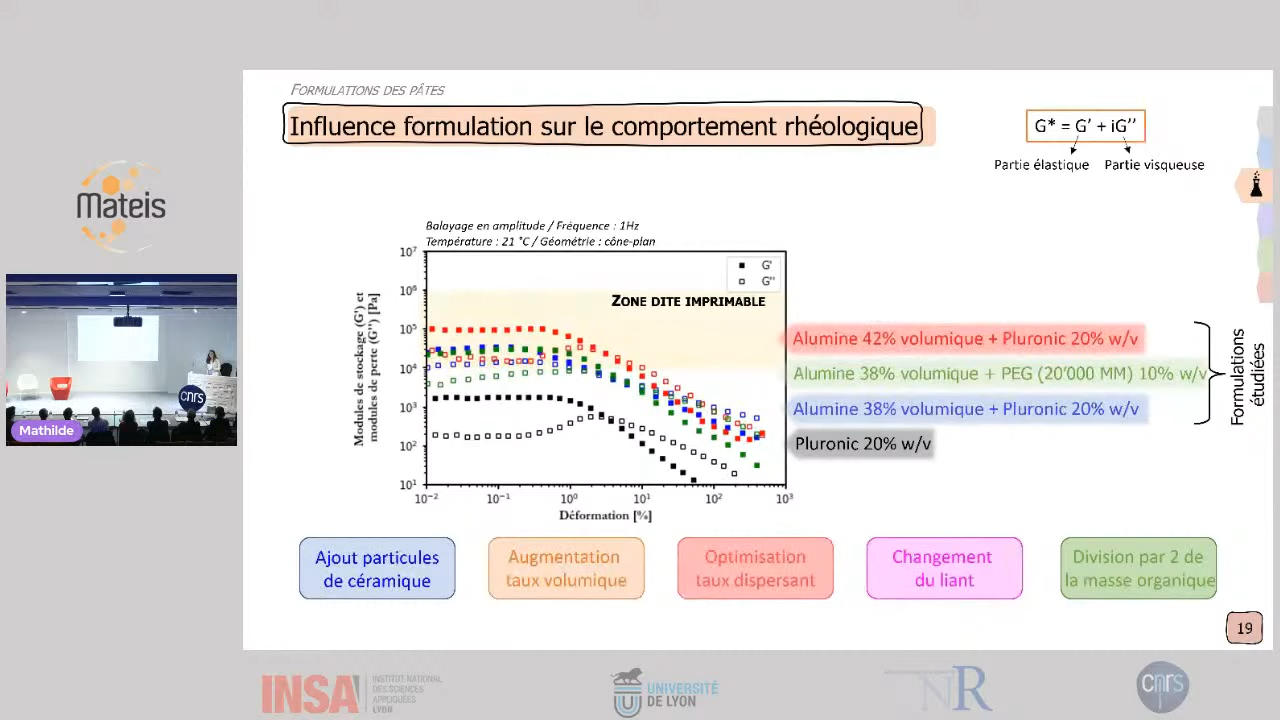 FORMULATIONS DES PÂTES
Influence formulation sur le comportement rhéologique
G* = G’ + iG’’
Partie élastique
Partie visqueuse
Mateis
Balayage en amplitude / Fréquence : 1Hz
Température : 21 °C / Géométrie : cône-plan
Modules de stockage (G') et
modules de perte (G'') [Pa]
10⁷
10⁶
10⁵
10⁴
10³
10²
10¹
G'
G''
ZONE DITE IMPRIMABLE
10⁻²
10⁻¹
10⁰
10¹
10²
10³
Déformation [%]
Alumine 42% volumique + Pluronic 20% w/v
Alumine 38% volumique + PEG (20’000 MM) 10% w/v
Alumine 38% volumique + Pluronic 20% w/v
Pluronic 20% w/v
Formulations
étudiées
cnrs
Mathilde
Ajout particules
de céramique
Augmentation
taux volumique
Optimisation
taux dispersant
Changement
du liant
Division par 2 de
la masse organique
19
INSA
INSTITUT NATIONAL
DES SCIENCES
APPLIQUÉES
LYON
UNIVERSITÉ
DE LYON
NR
cnrs